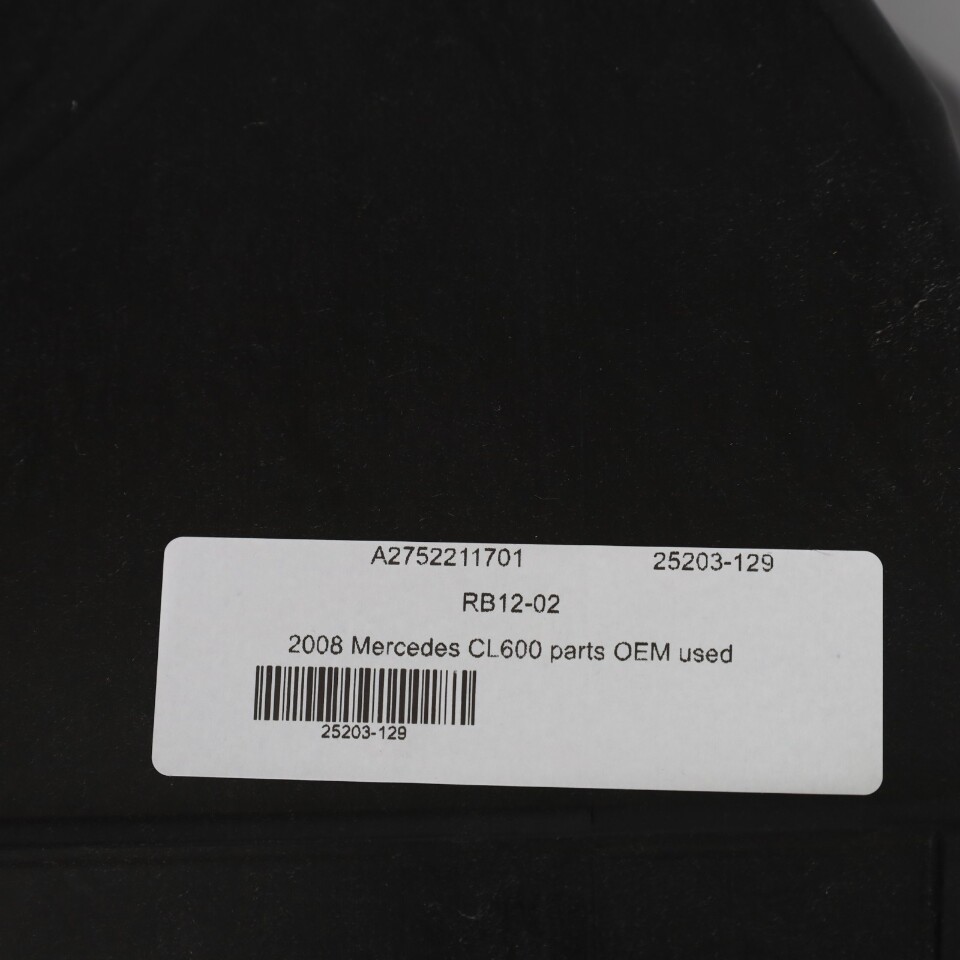 A2752211701 25203-129
RB12-02
2008 Mercedes CL600 parts OEM used
25203-129